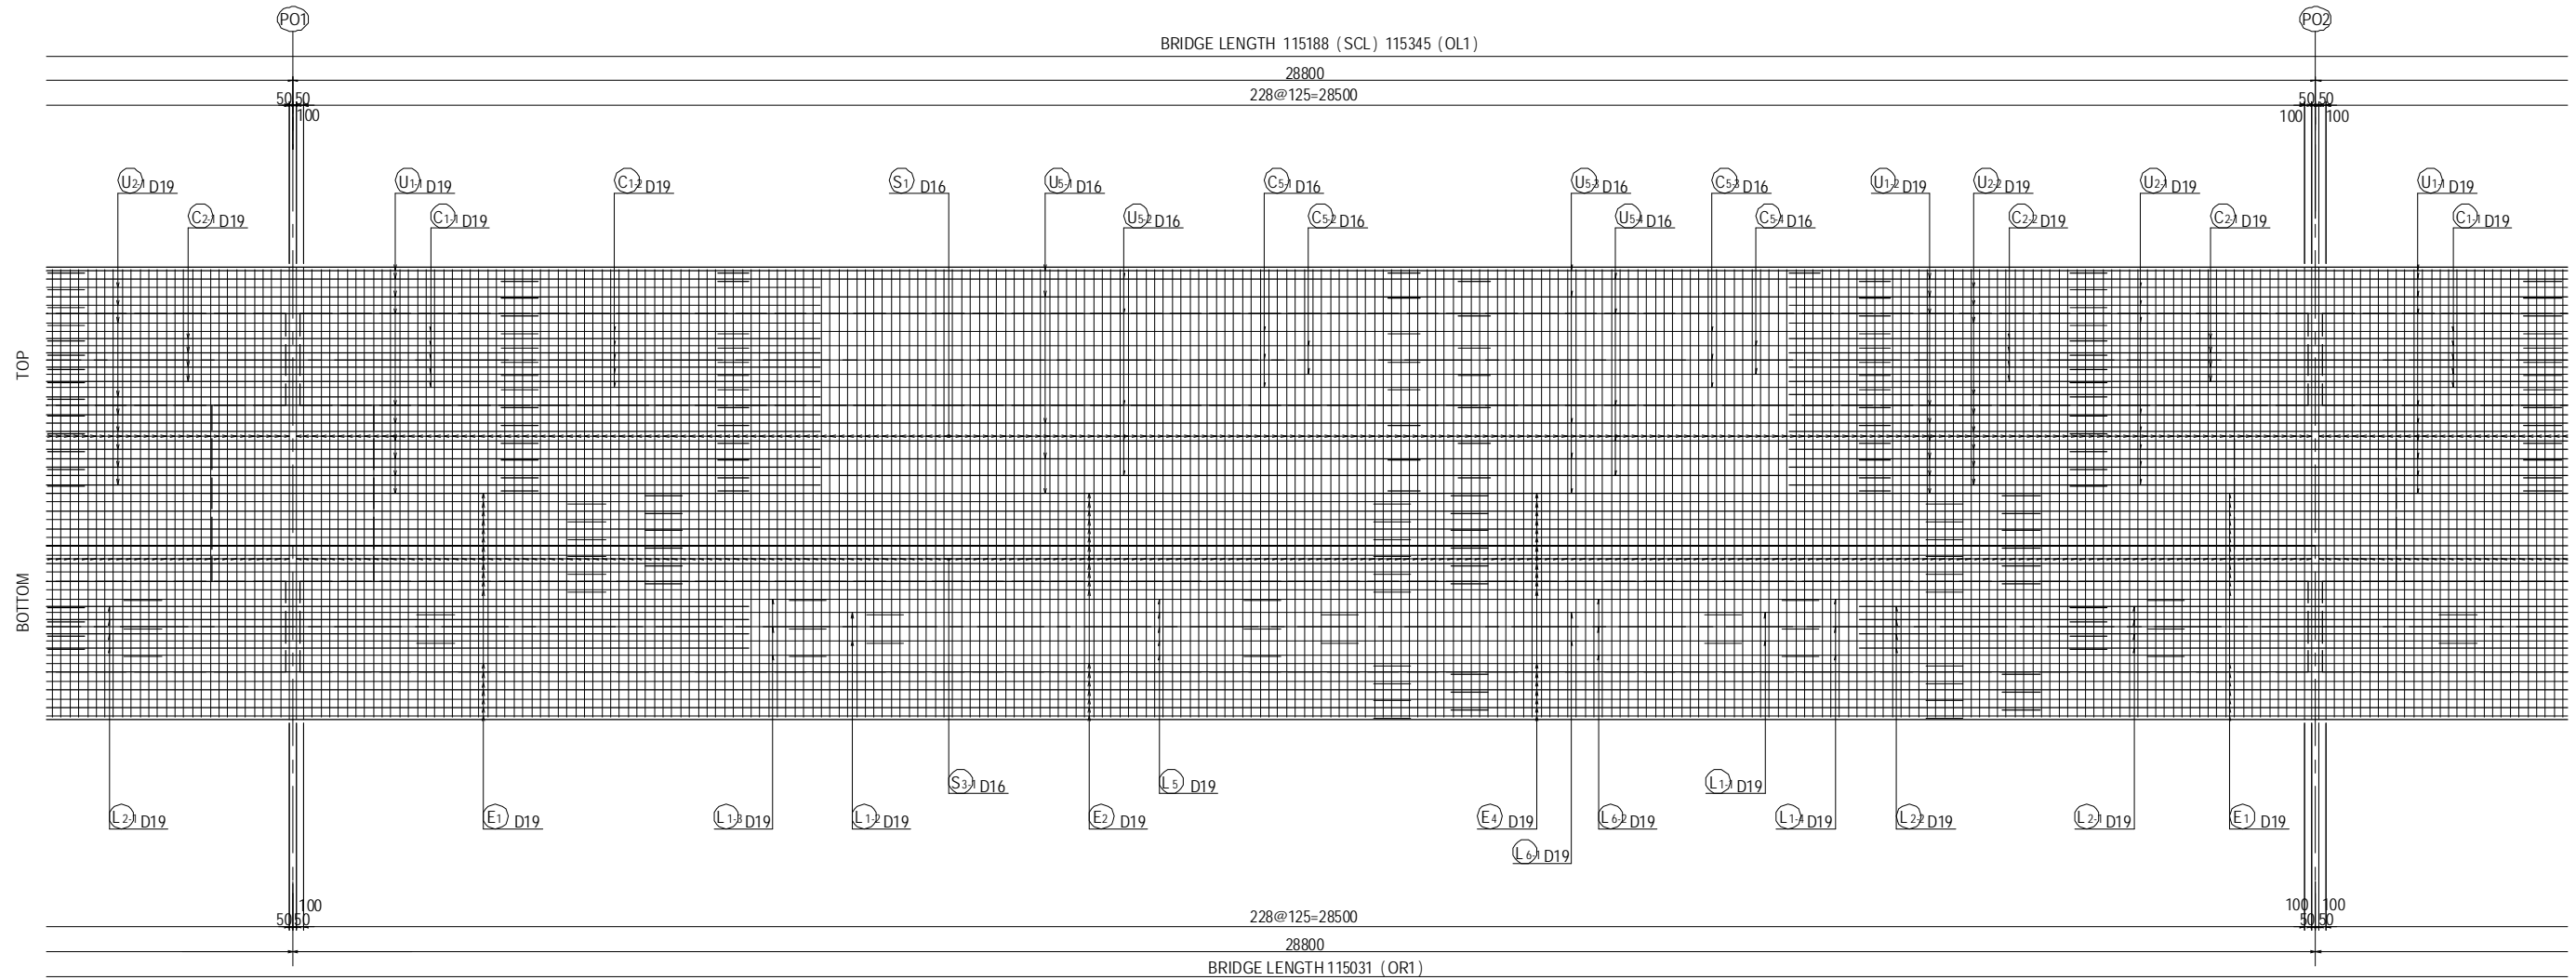 PO1 PO2
BRIDGE LENGTH 115188 (SCL) 115345 (OL1)
28800
50 50 228@125=28500 50 50
100 100 100
U2-1 D19 U1-1 D19 C1-2 D19 S1 D16 U5-1 D16 C5-1 D16 U5-3 D16 C5-3 D16 U1-2 D19 U2-2 D19 U2-1 D19 U1-1 D19
C2-1 D19 C1-1 D19 U5-2 D16 C5-2 D16 U5-4 D16 C5-4 D16 C2-2 D19 C2-1 D19 C1-1 D19
TOP
BOTTOM
S3-1 D16 L5 D19 L1-1 D19
L2-1 D19 E1 D19 L1-3 D19 L1-2 D19 E2 D19 E4 D19 L6-2 D19 L1-4 D19 L2-2 D19 L2-1 D19 E1 D19
L6-1 D19
100 100 100
50 50 228@125=28500 50 50
28800
BRIDGE LENGTH 115031 (OR1)